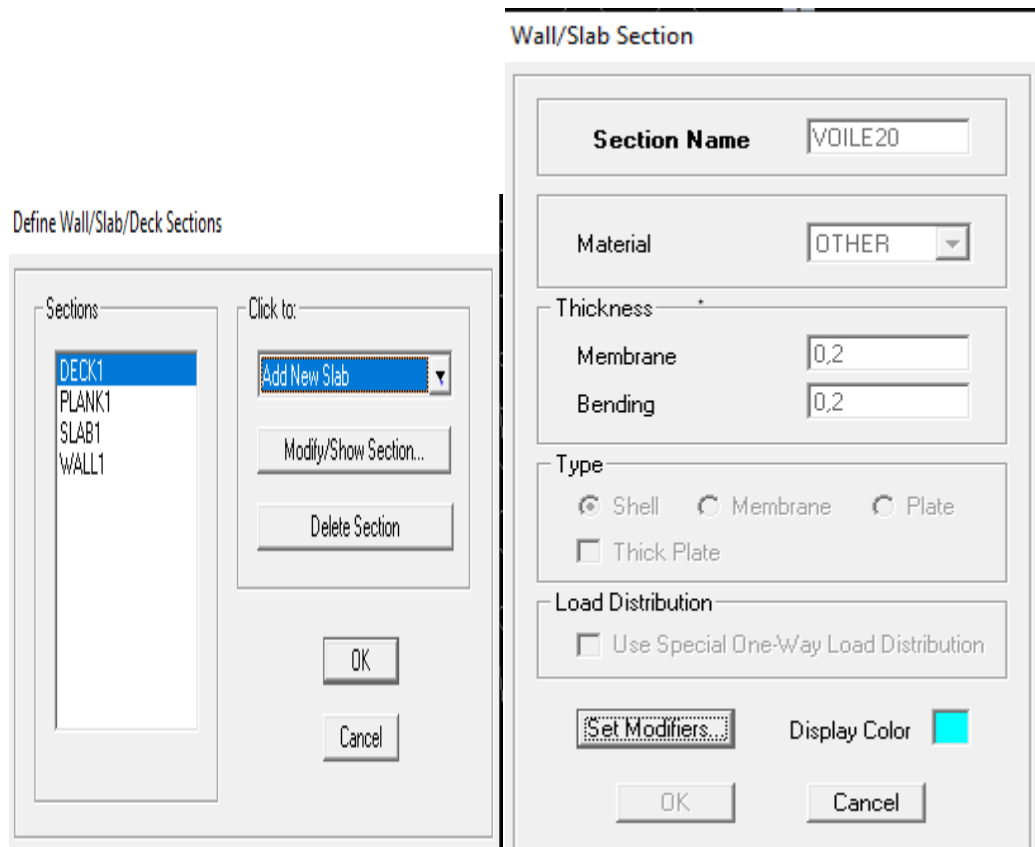 Define Wall/Slab/Deck Sections
Sections
DECK1
PLANK1
SLAB1
WALL1
Click to:
Add New Slab
Modify/Show Section...
Delete Section
OK
Cancel
Wall/Slab Section
Section Name VOILE20
Material OTHER
Thickness
Membrane 0,2
Bending 0,2
Type
Shell Membrane Plate
Thick Plate
Load Distribution
Use Special One-Way Load Distribution
Set Modifiers... Display Color
OK Cancel